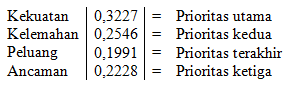 Kekuatan 0,3227 = Prioritas utama
Kelemahan 0,2546 = Prioritas kedua
Peluang 0,1991 = Prioritas terakhir
Ancaman 0,2228 = Prioritas ketiga